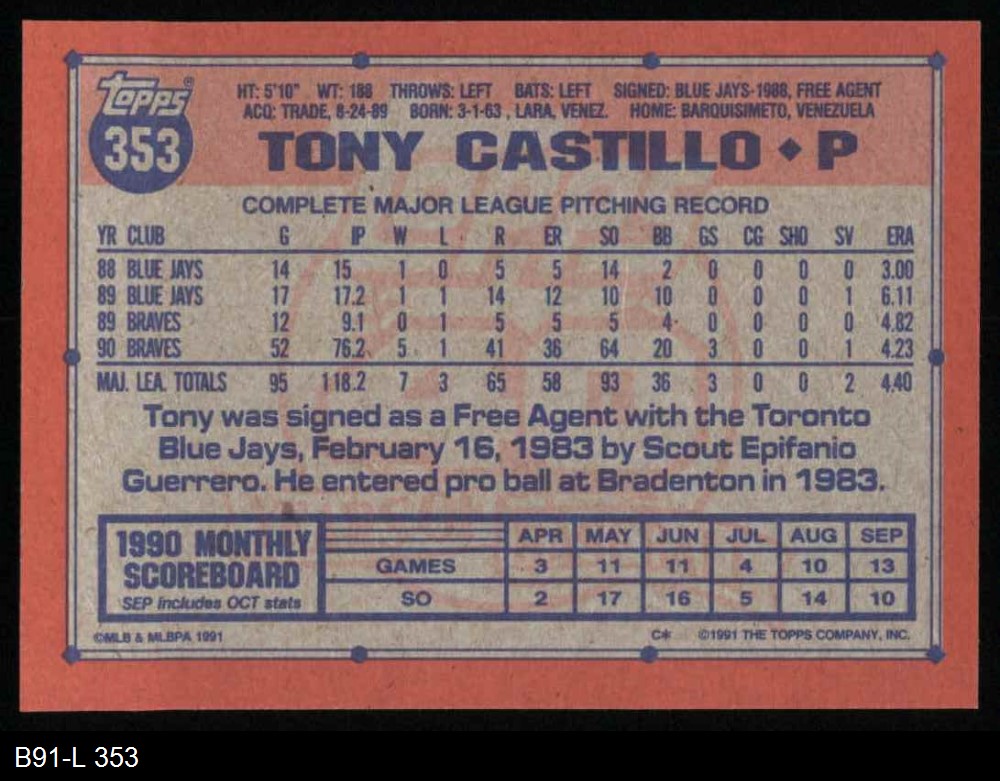 Topps®
353
HT: 5'10" WT: 188 THROWS: LEFT BATS: LEFT SIGNED: BLUE JAYS-1988, FREE AGENT
ACQ: TRADE, 8-24-89 BORN: 3-1-63 , LARA, VENEZ. HOME: BARQUISIMETO, VENEZUELA
TONY CASTILLO ◆ P
COMPLETE MAJOR LEAGUE PITCHING RECORD
YR CLUB G IP W L R ER SO BB GS CG SHO SV ERA
88 BLUE JAYS 14 15 1 0 5 5 14 2 0 0 0 0 3.00
89 BLUE JAYS 17 17.2 1 1 14 12 10 10 0 0 0 1 6.11
89 BRAVES 12 9.1 0 1 5 5 5 4 0 0 0 0 4.82
90 BRAVES 52 76.2 5 1 41 36 64 20 3 0 0 1 4.23
MAJ. LEA. TOTALS 95 118.2 7 3 65 58 93 36 3 0 0 2 4.40
Tony was signed as a Free Agent with the Toronto
Blue Jays, February 16, 1983 by Scout Epifanio
Guerrero. He entered pro ball at Bradenton in 1983.
1990 MONTHLY
SCOREBOARD
SEP includes OCT stats
APR MAY JUN JUL AUG SEP
GAMES 3 11 11 4 10 13
SO 2 17 16 5 14 10
©MLB & MLBPA 1991 C* ©1991 THE TOPPS COMPANY, INC.
B91-L 353